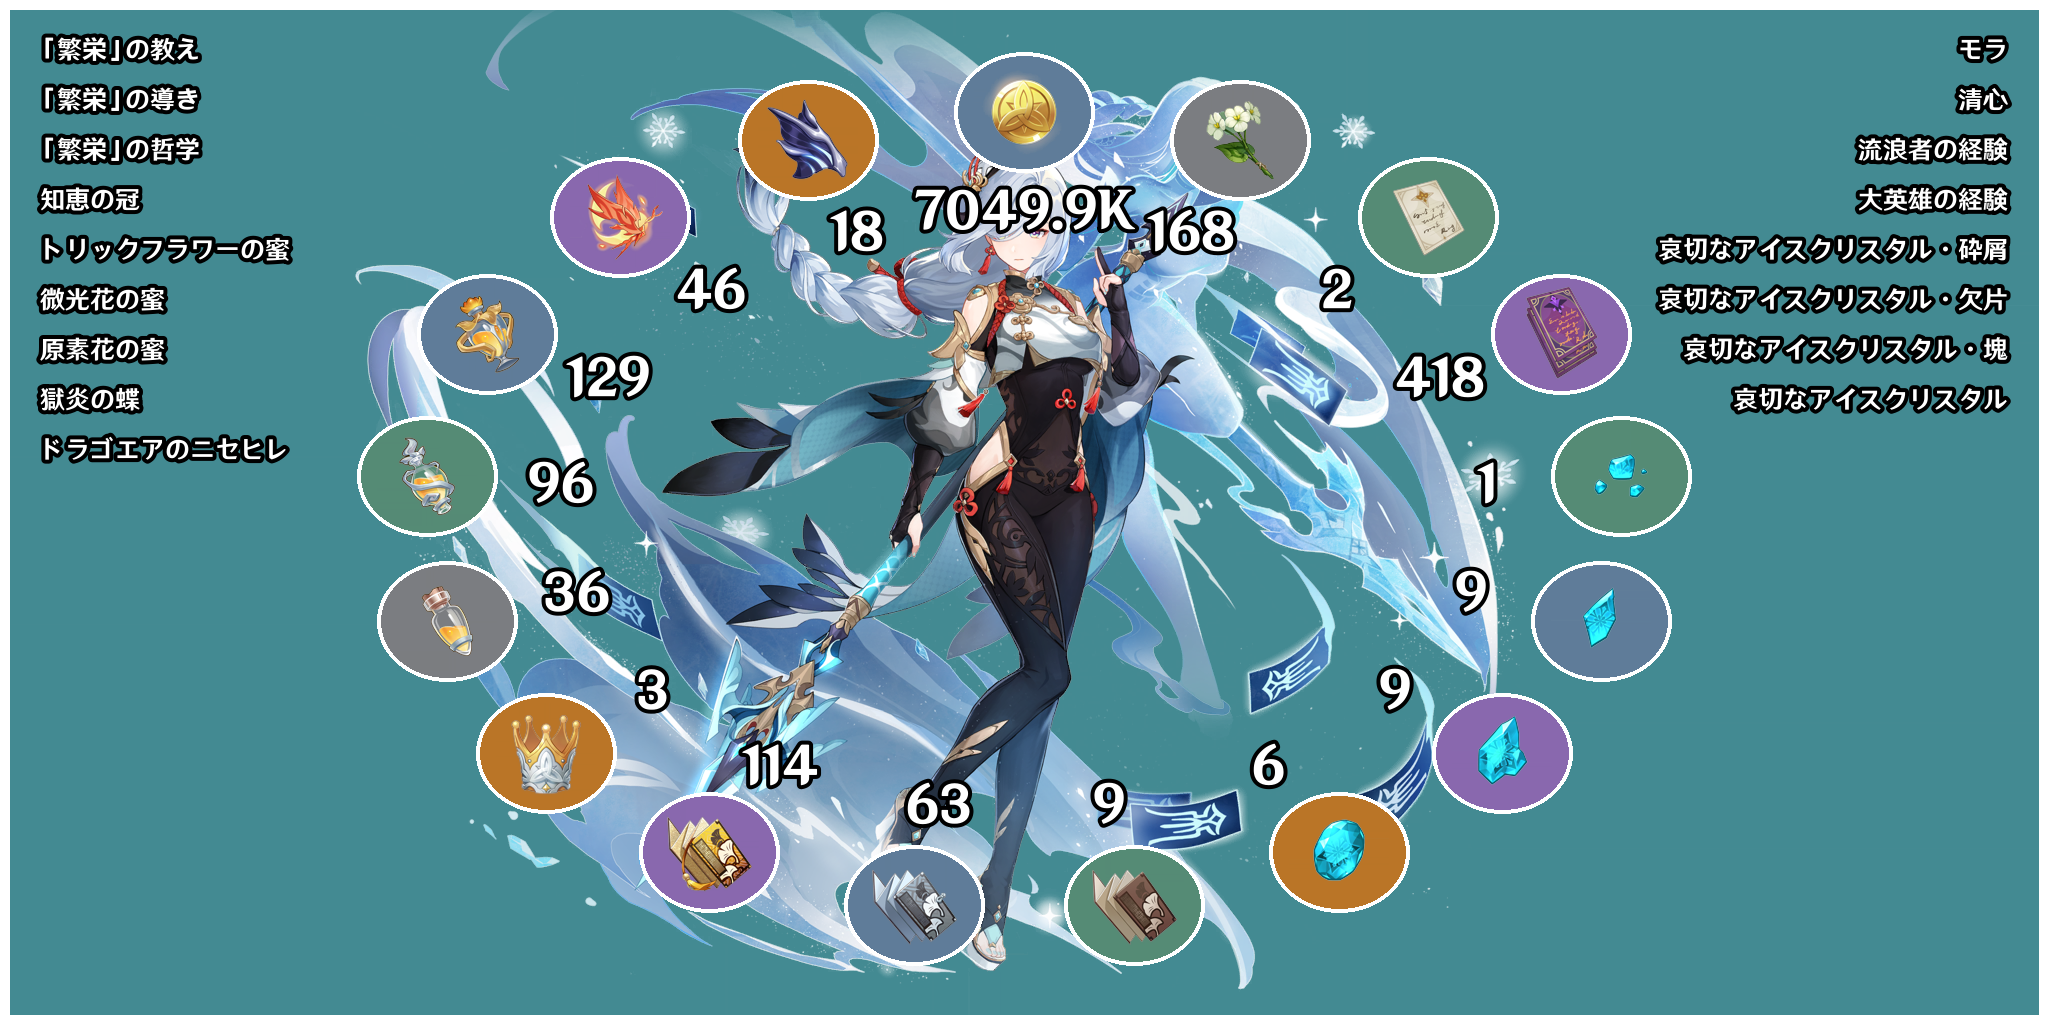 「繁栄」の教え
「繁栄」の導き
「繁栄」の哲学
知恵の冠
トリックフラワーの蜜
微光花の蜜
原素花の蜜
獄炎の蝶
ドラゴエアのニセヒレ
モラ
清心
流浪者の経験
大英雄の経験
哀切なアイスクリスタル・砕屑
哀切なアイスクリスタル・欠片
哀切なアイスクリスタル・塊
哀切なアイスクリスタル
7049.9K
168
2
418
1
9
9
6
9
63
114
3
36
96
129
46
18